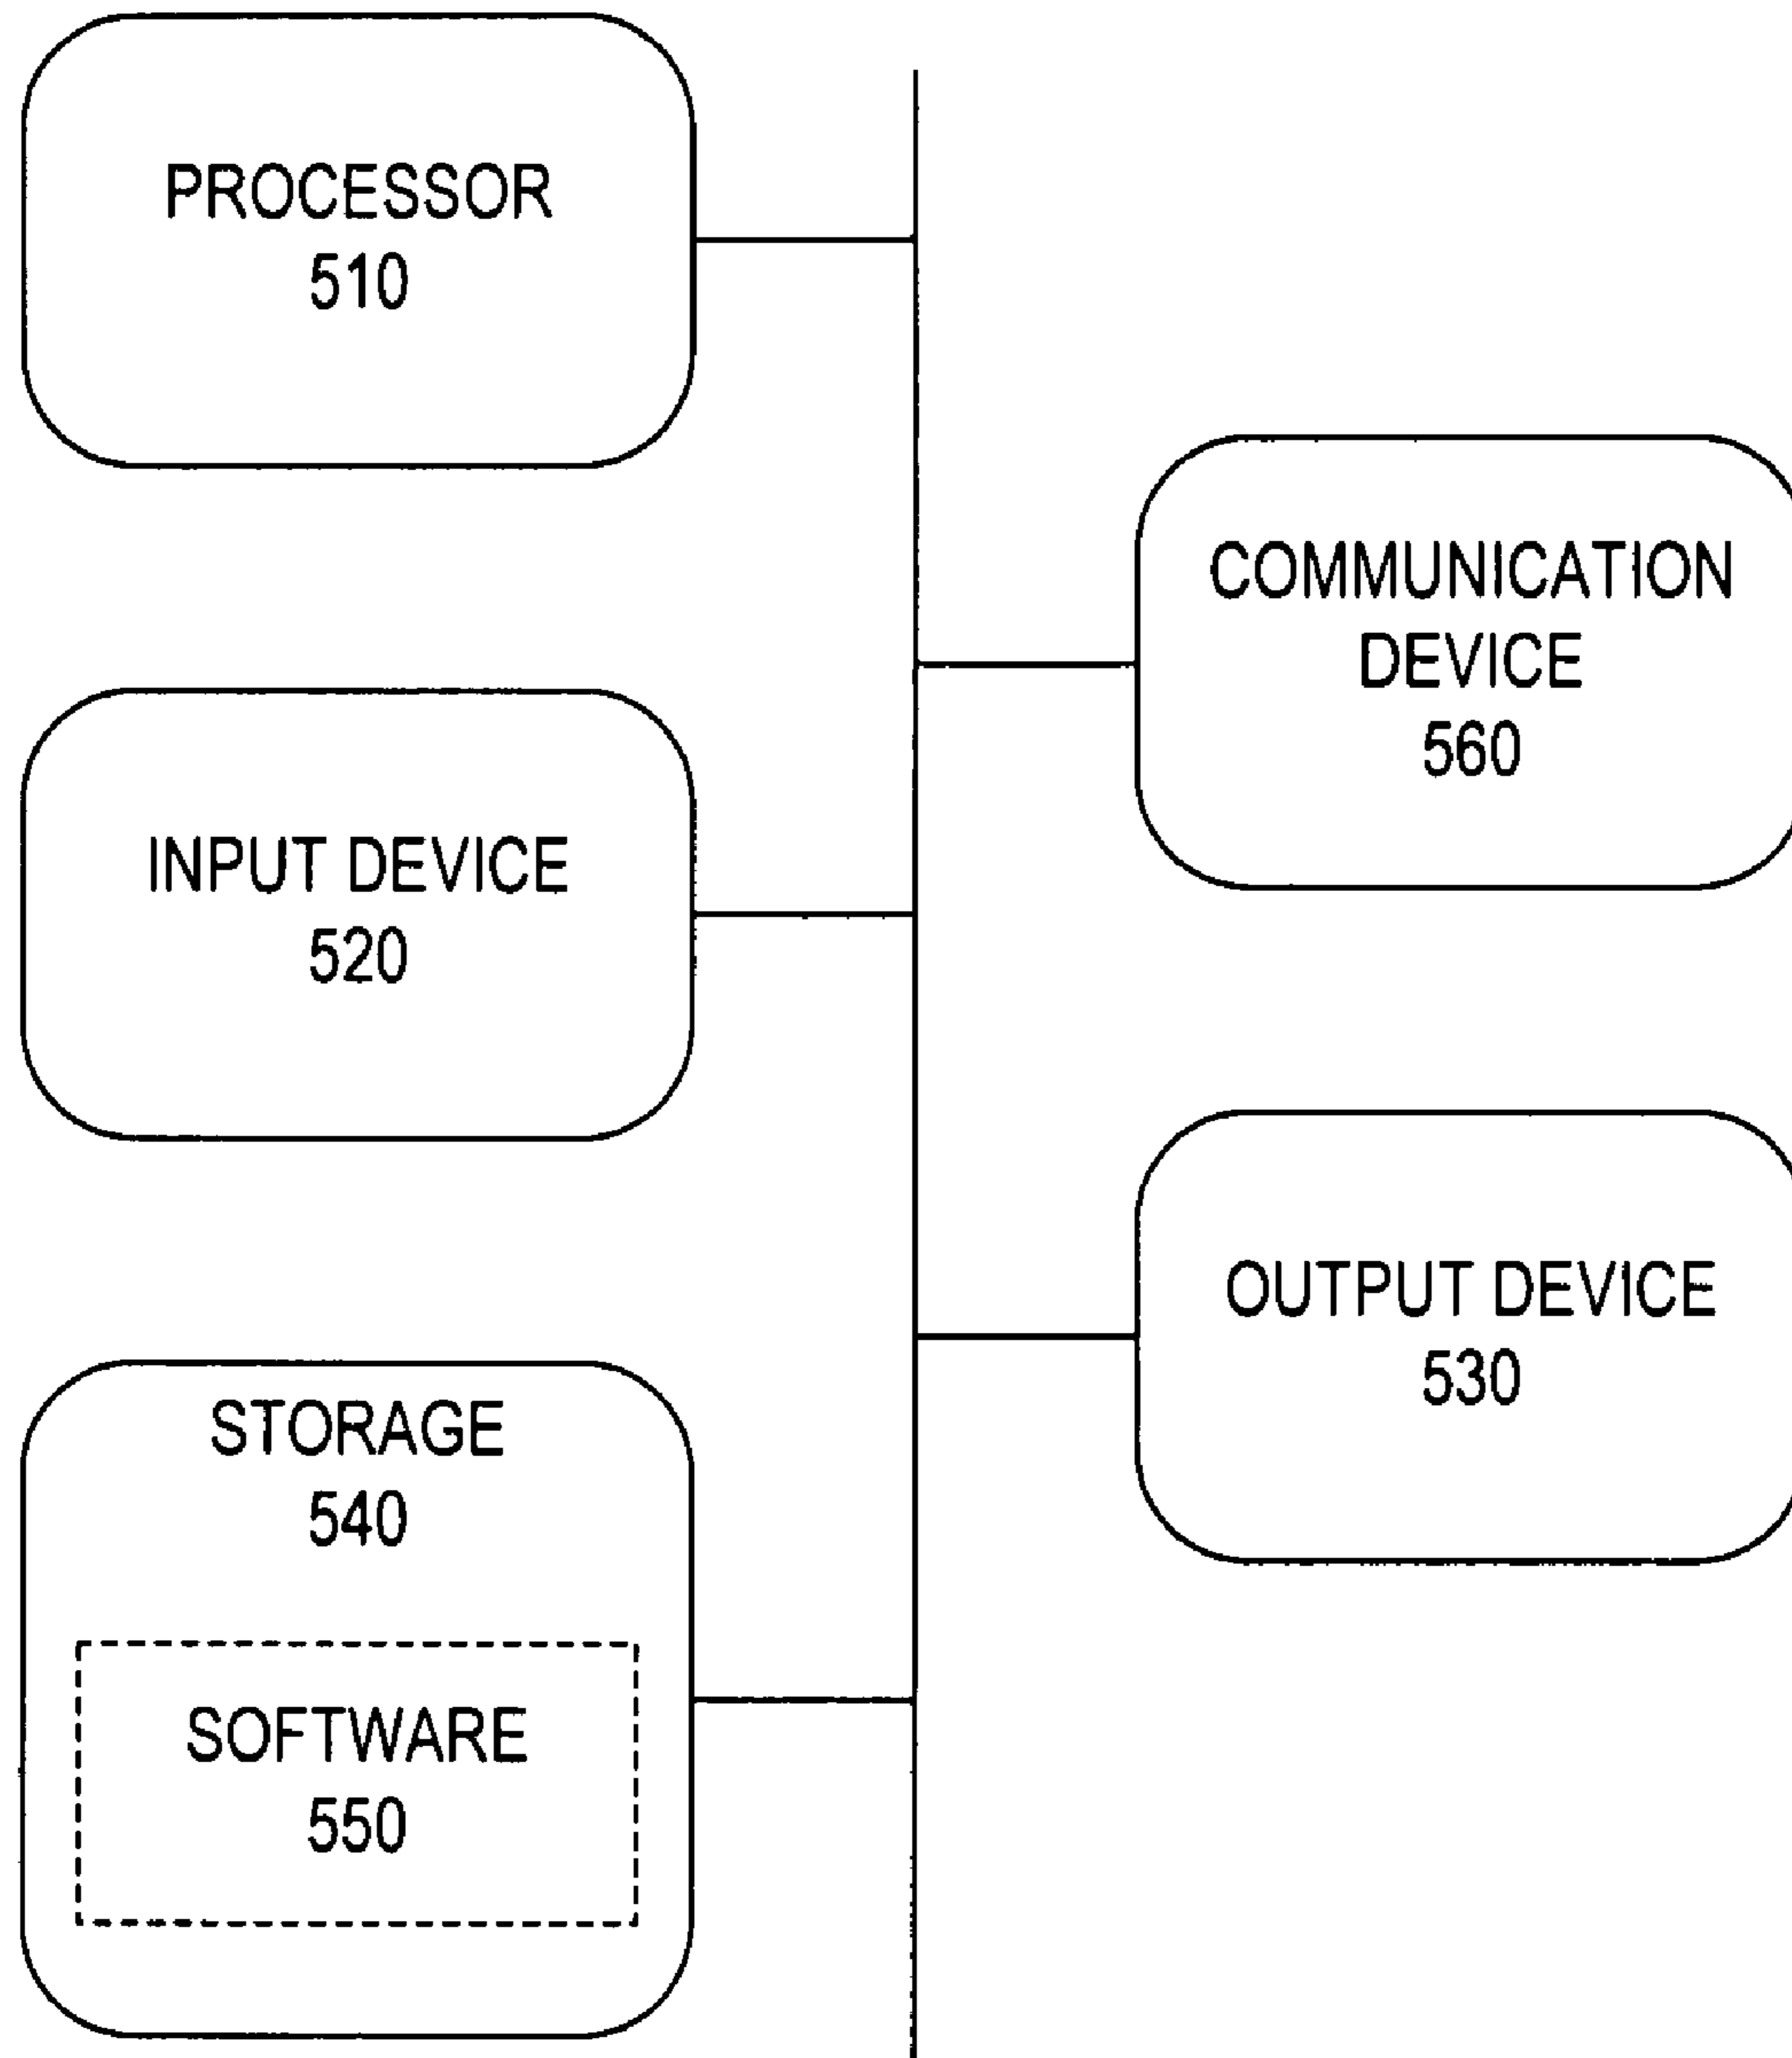 PROCESSOR
510
COMMUNICATION
DEVICE
560
INPUT DEVICE
520
OUTPUT DEVICE
530
STORAGE
540
SOFTWARE
550